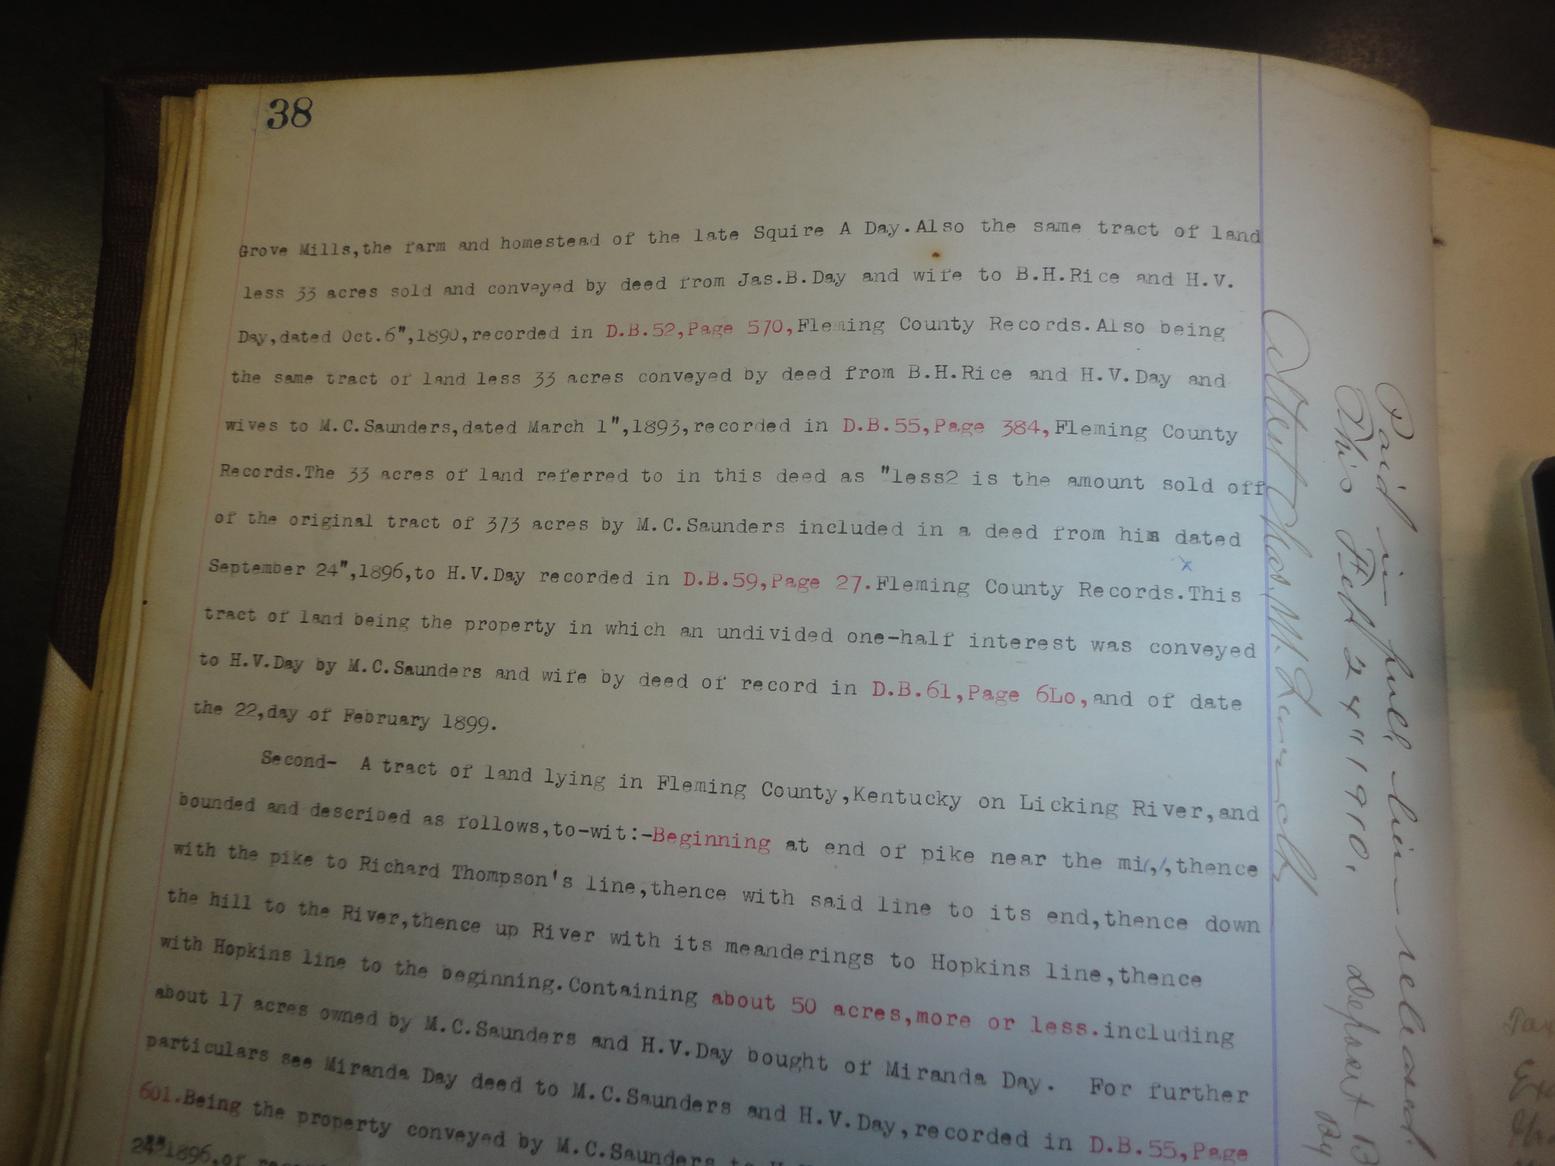 38
Grove Mills,the farm and homestead of the late Squire A Day.Also the same tract of land
less 33 acres sold and conveyed by deed from Jas.B.Day and wife to B.H.Rice and H.V.
Day,dated Oct.6",1890,recorded in D.B.52,Page 570,Fleming County Records.Also being
the same tract of land less 33 acres conveyed by deed from B.H.Rice and H.V.Day and
wives to M.C.Saunders,dated March 1",1893,recorded in D.B.55,Page 384,Fleming County
Records.The 33 acres of land referred to in this deed as "less2 is the amount sold off
of the original tract of 373 acres by M.C.Saunders included in a deed from him dated
September 24",1896,to H.V.Day recorded in D.B.59,Page 27.Fleming County Records.This
tract of land being the property in which an undivided one-half interest was conveyed
to H.V.Day by M.C.Saunders and wife by deed of record in D.B.61,Page 6Lo,and of date
the 22,day of February 1899.
Second- A tract of land lying in Fleming County,Kentucky on Licking River,and
bounded and described as follows,to-wit:-Beginning at end of pike near the thence
with the pike to Richard Thompson's line,thence with said line to its end,thence down
the hill to the River,thence up River with its meanderings to Hopkins line,thence
with Hopkins line to the beginning.Containing about 50 acres,more or less.including
about 17 acres owned by M.C.Saunders and H.V.Day bought of Miranda Day. For further
particulars see Miranda Day deed to M.C.Saunders and H.V.Day,recorded in D.B.55,Page
601.Being the property conveyed by M.C.Saunders to
24""1896,of
Paid in full lien released.
This Feb 24" 1910.
Deposit B
By
Attest Chas. M.